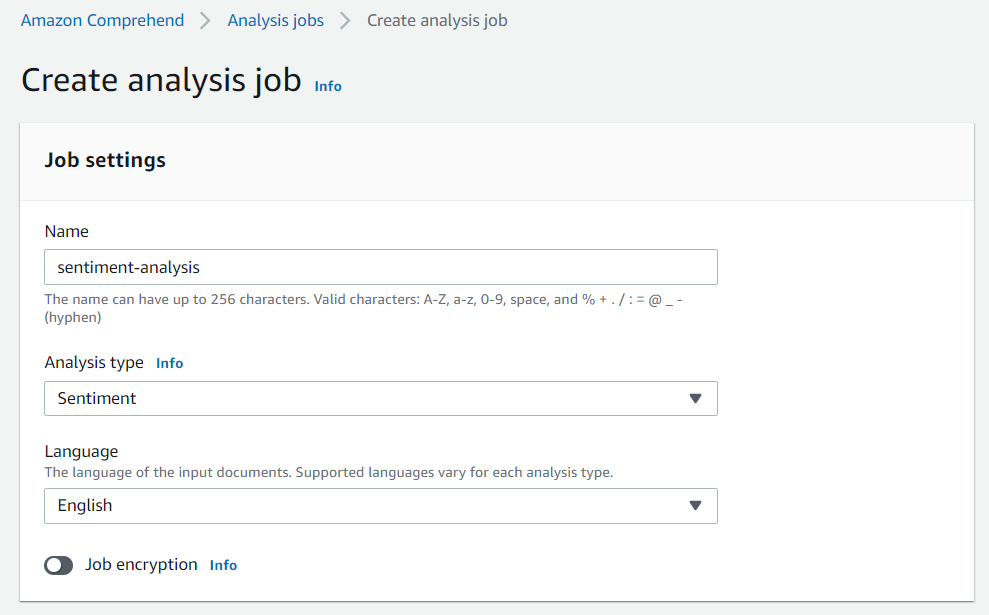 Amazon Comprehend > Analysis jobs > Create analysis job
Create analysis job Info
Job settings
Name
sentiment-analysis
The name can have up to 256 characters. Valid characters: A-Z, a-z, 0-9, space, and % + . / : = @ _ -
(hyphen)
Analysis type Info
Sentiment
Language
The language of the input documents. Supported languages vary for each analysis type.
English
Job encryption Info